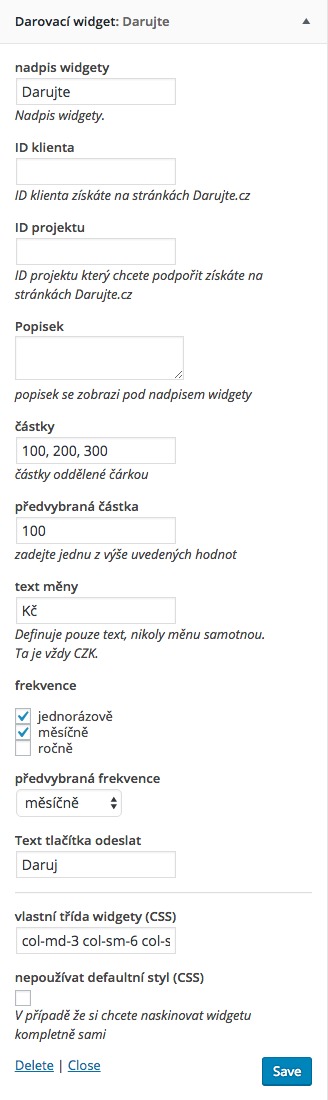 Darovací widget: Darujte
nadpis widgety
Darujte
Nadpis widgety.
ID klienta
ID klienta získáte na stránkách Darujte.cz
ID projektu
ID projektu který chcete podpořit získáte na
stránkách Darujte.cz
Popisek
popisek se zobrazi pod nadpisem widgety
částky
100, 200, 300
částky oddělené čárkou
předvybraná částka
100
zadejte jednu z výše uvedených hodnot
text měny
Kč
Definuje pouze text, nikoly měnu samotnou.
Ta je vždy CZK.
frekvence
jednorázově
měsíčně
ročně
předvybraná frekvence
měsíčně
Text tlačítka odeslat
Daruj
vlastní třída widgety (CSS)
col-md-3 col-sm-6 col-s
nepoužívat defaultní styl (CSS)
V případě že si chcete naskinovat widgetu
kompletně sami
Delete | Close
Save